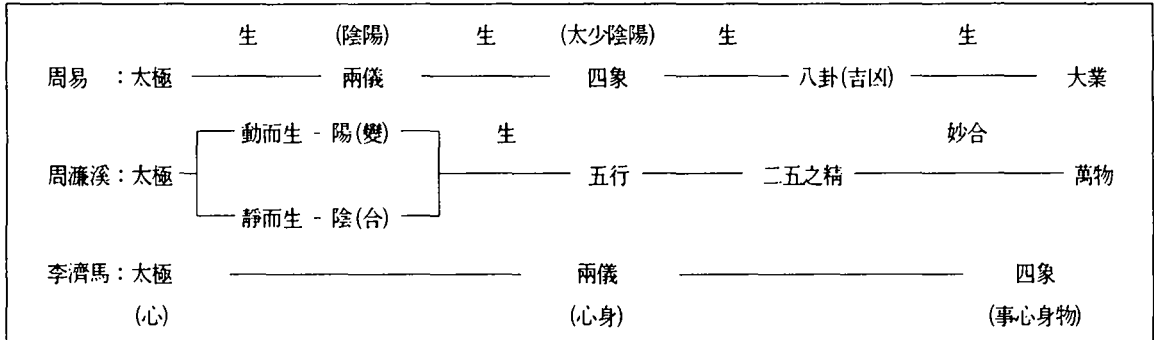 生 (陰陽) 生 (太少陰陽) 生 生
周易 : 太極 兩儀 四象 八卦(吉凶) 大業
動而生 - 陽(變) 生 妙合
周濂溪 : 太極 五行 二五之精 萬物
靜而生 - 陰(合)
李濟馬 : 太極 兩儀 四象
(心) (心身) (事心身物)